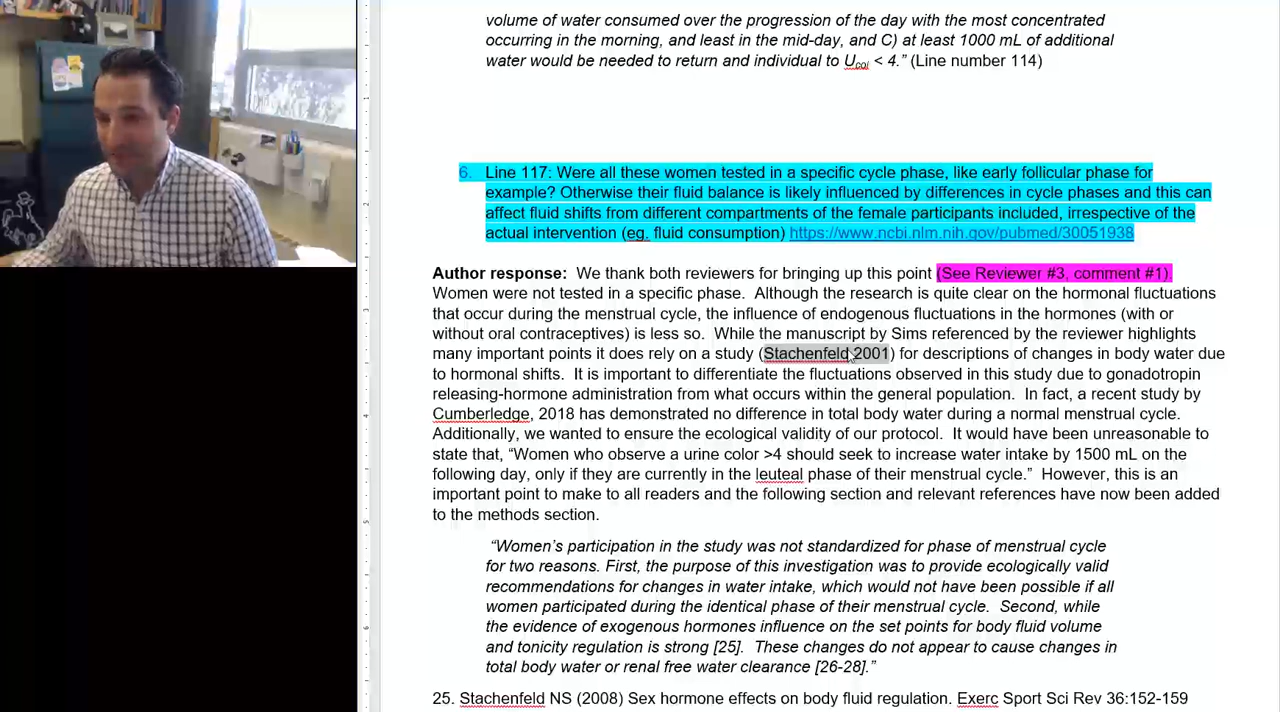 volume of water consumed over the progression of the day with the most concentrated
occurring in the morning, and least in the mid-day, and C) at least 1000 mL of additional
water would be needed to return and individual to Ucol < 4.” (Line number 114)
6. Line 117: Were all these women tested in a specific cycle phase, like early follicular phase for
example? Otherwise their fluid balance is likely influenced by differences in cycle phases and this can
affect fluid shifts from different compartments of the female participants included, irrespective of the
actual intervention (eg. fluid consumption) https://www.ncbi.nlm.nih.gov/pubmed/30051938
Author response: We thank both reviewers for bringing up this point (See Reviewer #3, comment #1).
Women were not tested in a specific phase. Although the research is quite clear on the hormonal fluctuations
that occur during the menstrual cycle, the influence of endogenous fluctuations in the hormones (with or
without oral contraceptives) is less so. While the manuscript by Sims referenced by the reviewer highlights
many important points it does rely on a study (Stachenfeld 2001) for descriptions of changes in body water due
to hormonal shifts. It is important to differentiate the fluctuations observed in this study due to gonadotropin
releasing-hormone administration from what occurs within the general population. In fact, a recent study by
Cumberledge, 2018 has demonstrated no difference in total body water during a normal menstrual cycle.
Additionally, we wanted to ensure the ecological validity of our protocol. It would have been unreasonable to
state that, “Women who observe a urine color >4 should seek to increase water intake by 1500 mL on the
following day, only if they are currently in the leuteal phase of their menstrual cycle.” However, this is an
important point to make to all readers and the following section and relevant references have now been added
to the methods section.
“Women’s participation in the study was not standardized for phase of menstrual cycle
for two reasons. First, the purpose of this investigation was to provide ecologically valid
recommendations for changes in water intake, which would not have been possible if all
women participated during the identical phase of their menstrual cycle. Second, while
the evidence of exogenous hormones influence on the set points for body fluid volume
and tonicity regulation is strong [25]. These changes do not appear to cause changes in
total body water or renal free water clearance [26-28].”
25. Stachenfeld NS (2008) Sex hormone effects on body fluid regulation. Exerc Sport Sci Rev 36:152-159